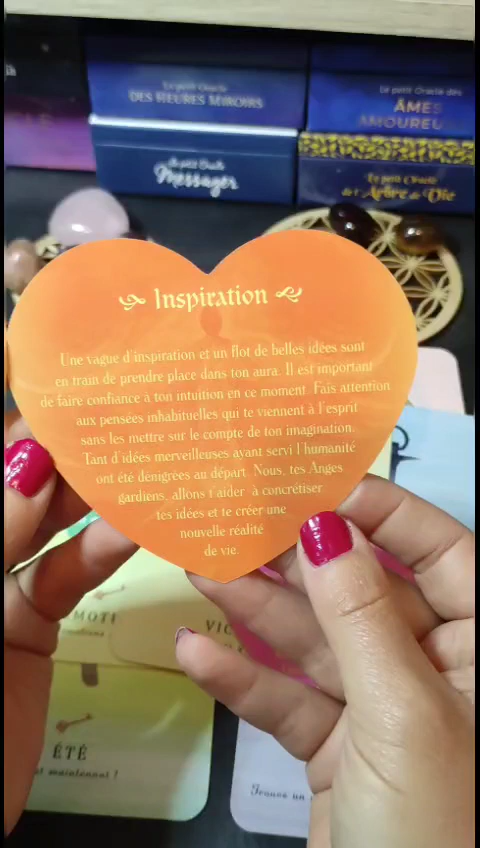 Le petit Oracle
DES HEURES MIROIRS
Le petit Oracle des
ÂMES
AMOUREU
Le petit Oracle
Messager
Le petit Oracle
de l'Arbre de Vie
Inspiration
Une vague d'inspiration et un flot de belles idées sont
en train de prendre place dans ton aura. Il est important
de faire confiance à ton intuition en ce moment. Fais attention
aux pensées inhabituelles qui te viennent à l'esprit
sans les mettre sur le compte de ton imagination.
Tant d'idées merveilleuses ayant servi l'humanité
ont été dénigrées au départ. Nous, tes Anges
gardiens, allons t'aider à concrétiser
tes idées et te créer une
nouvelle réalité
de vie.
MOTI
VIC
ÉTÉ
t maintenant !
Trouve un